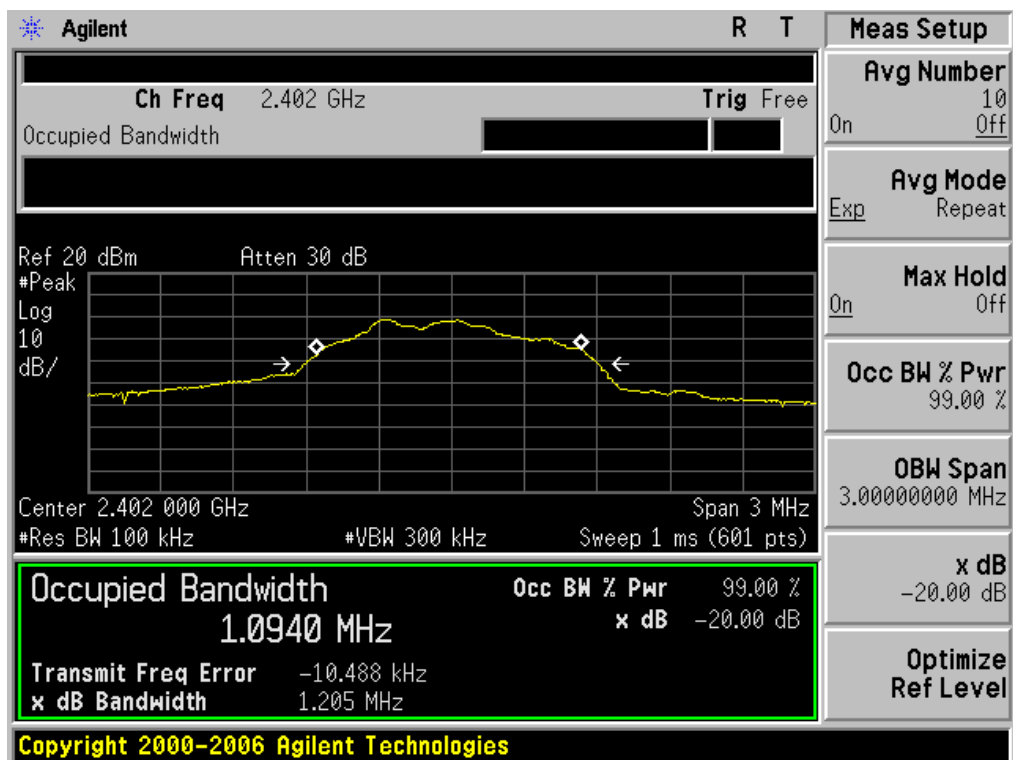 Agilent R T
Ch Freq 2.402 GHz Trig Free
Occupied Bandwidth
Ref 20 dBm Atten 30 dB
#Peak
Log
10
dB/
Center 2.402 000 GHz Span 3 MHz
#Res BW 100 kHz #VBW 300 kHz Sweep 1 ms (601 pts)
Occupied Bandwidth Occ BW % Pwr 99.00 %
1.0940 MHz x dB -20.00 dB
Transmit Freq Error -10.488 kHz
x dB Bandwidth 1.205 MHz
Copyright 2000-2006 Agilent Technologies
Meas Setup
Avg Number
10
On Off
Avg Mode
Exp Repeat
Max Hold
On Off
Occ BW % Pwr
99.00 %
OBW Span
3.00000000 MHz
x dB
-20.00 dB
Optimize
Ref Level